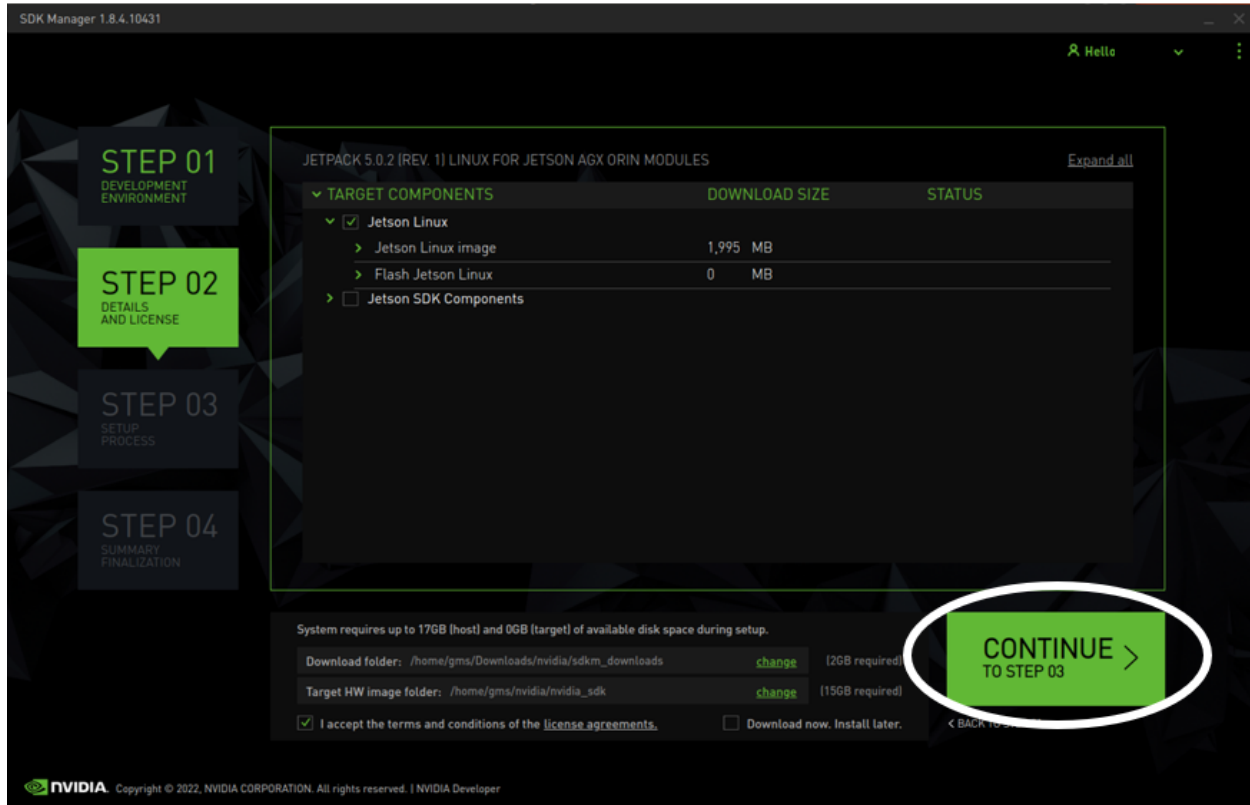 SDK Manager 1.8.4.10431
Hello
STEP 01
DEVELOPMENT
ENVIRONMENT
STEP 02
DETAILS
AND LICENSE
STEP 03
SETUP
PROCESS
STEP 04
SUMMARY
FINALIZATION
JETPACK 5.0.2 (REV. 1) LINUX FOR JETSON AGX ORIN MODULES Expand all
TARGET COMPONENTS DOWNLOAD SIZE STATUS
Jetson Linux
Jetson Linux image 1,995 MB
Flash Jetson Linux 0 MB
Jetson SDK Components
System requires up to 17GB (host) and 0GB (target) of available disk space during setup.
Download folder: /home/gms/Downloads/nvidia/sdkm_downloads change (2GB required)
Target HW image folder: /home/gms/nvidia/nvidia_sdk change (15GB required)
I accept the terms and conditions of the license agreements. Download now. Install later.
CONTINUE
TO STEP 03
< BACK TO
NVIDIA. Copyright © 2022, NVIDIA CORPORATION. All rights reserved. | NVIDIA Developer